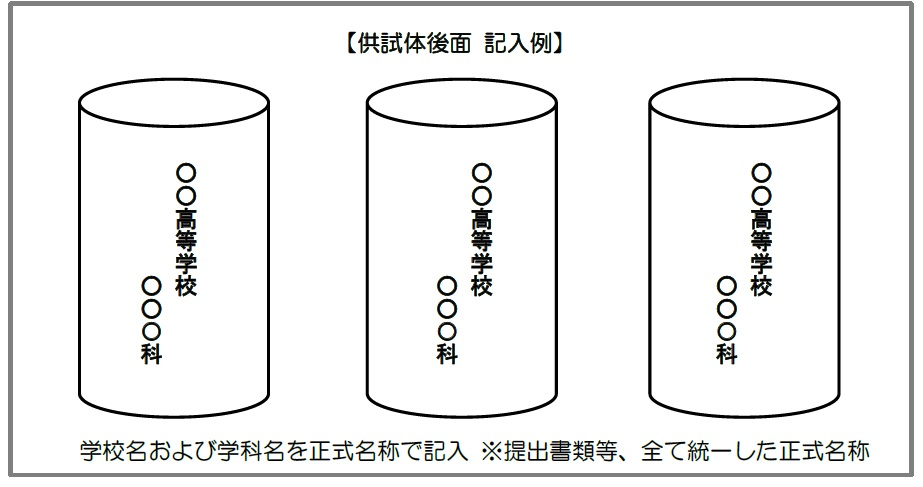 【供試体後面 記入例】
〇〇高等学校
〇〇〇科
〇〇高等学校
〇〇〇科
〇〇高等学校
〇〇〇科
学校名および学科名を正式名称で記入 ※提出書類等、全て統一した正式名称